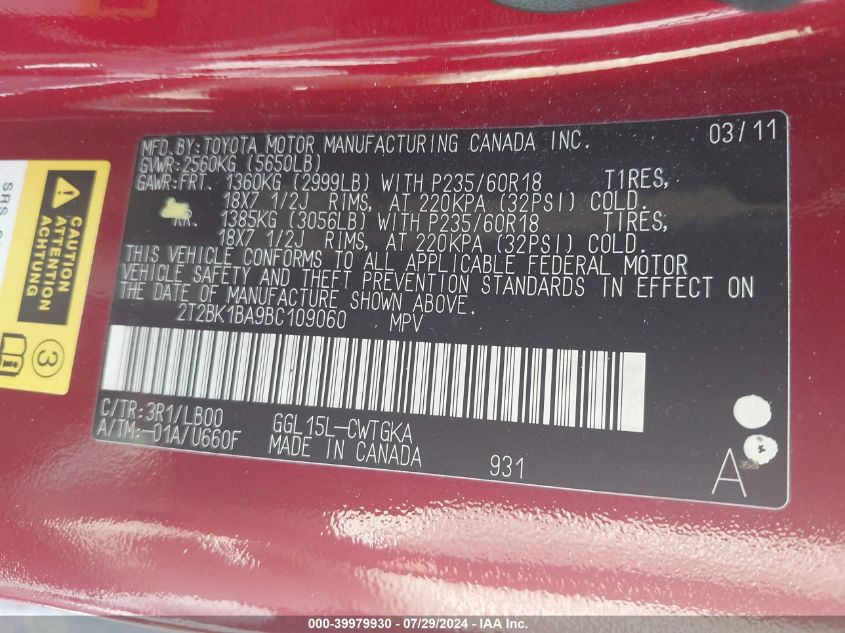 MFD.BY:TOYOTA MOTOR MANUFACTURING CANADA INC. 03/11
GVWR:2560KG (5650LB)
GAWR:FRT. 1360KG (2999LB) WITH P235/60R18 TIRES,
18X7 1/2J RIMS, AT 220KPA (32PSI) COLD.
RR. 1385KG (3056LB) WITH P235/60R18 TIRES,
18X7 1/2J RIMS, AT 220KPA (32PSI) COLD.
THIS VEHICLE CONFORMS TO ALL APPLICABLE FEDERAL MOTOR
VEHICLE SAFETY AND THEFT PREVENTION STANDARDS IN EFFECT ON
THE DATE OF MANUFACTURE SHOWN ABOVE.
2T2BK1BA9BC109060 MPV
C/TR:3R1/LB00 GGL15L-CWTGKA
A/TM:-01A/U660F MADE IN CANADA 931
A
CAUTION
ATTENTION
ACHTUNG
3
SRS
000-39979930 - 07/29/2024 - IAA Inc.